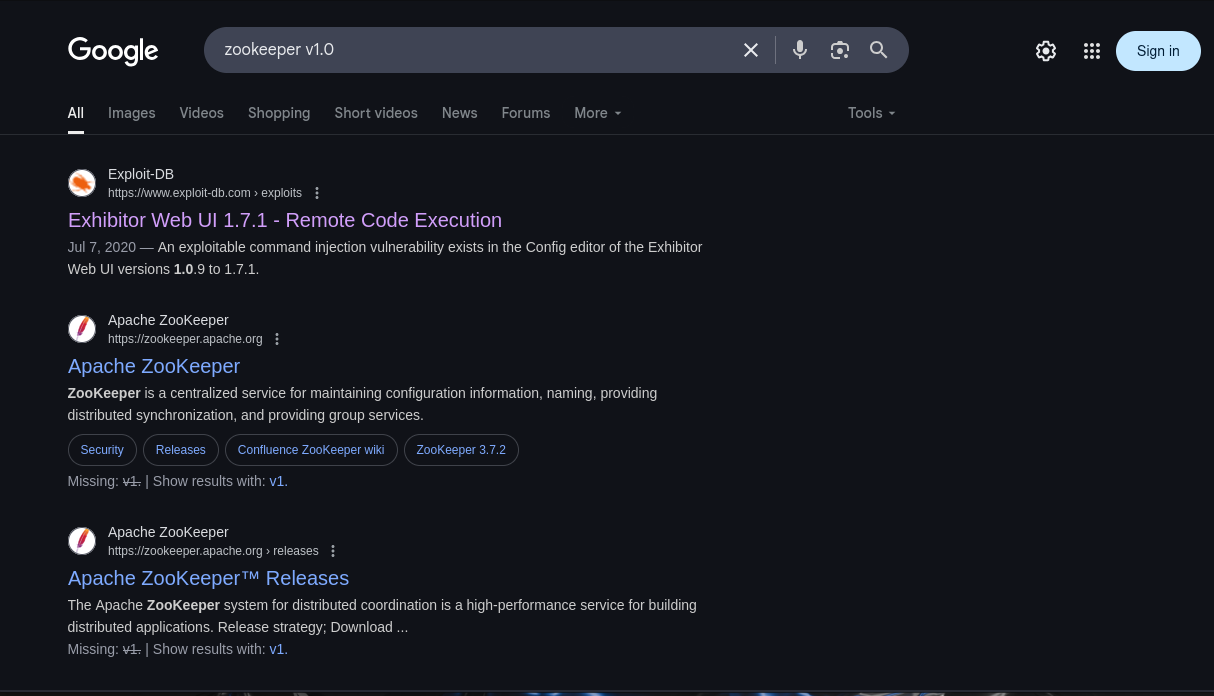 Google
zookeeper v1.0
Sign in
All Images Videos Shopping Short videos News Forums More Tools
Exploit-DB
https://www.exploit-db.com › exploits
Exhibitor Web UI 1.7.1 - Remote Code Execution
Jul 7, 2020 — An exploitable command injection vulnerability exists in the Config editor of the Exhibitor
Web UI versions 1.0.9 to 1.7.1.
Apache ZooKeeper
https://zookeeper.apache.org
Apache ZooKeeper
ZooKeeper is a centralized service for maintaining configuration information, naming, providing
distributed synchronization, and providing group services.
Security Releases Confluence ZooKeeper wiki ZooKeeper 3.7.2
Missing: v1. | Show results with: v1.
Apache ZooKeeper
https://zookeeper.apache.org › releases
Apache ZooKeeper™ Releases
The Apache ZooKeeper system for distributed coordination is a high-performance service for building
distributed applications. Release strategy; Download ...
Missing: v1. | Show results with: v1.